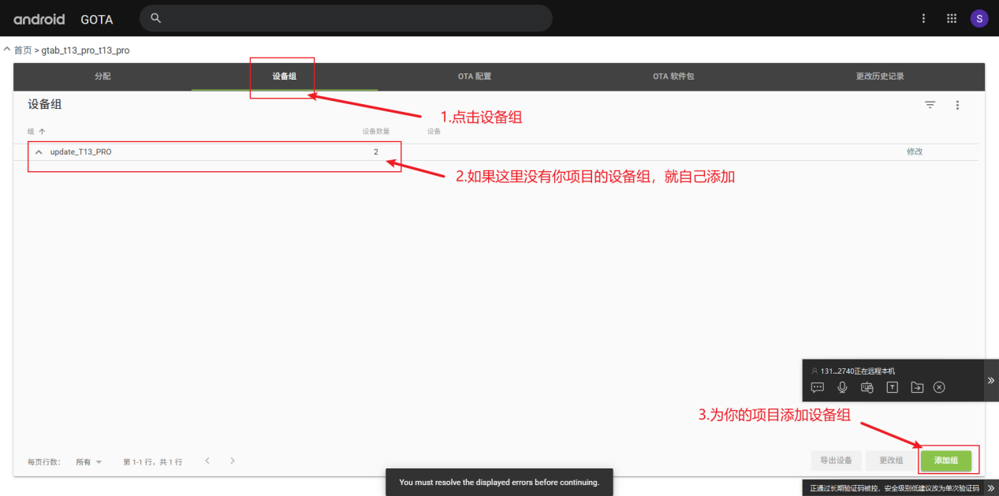 android GOTA
S
首页 > gtab_t13_pro_t13_pro
分配 设备组 OTA 配置 OTA 软件包 更改历史记录
设备组
1.点击设备组
组 设备数量 设备
update_T13_PRO 2 修改
2.如果这里没有你项目的设备组，就自己添加
131...2740正在远程本机
3.为你的项目添加设备组
每页行数： 所有 第 1-1 行，共 1 行 导出设备 更改组 添加组
You must resolve the displayed errors before continuing.
正通过长期验证码被控，安全级别低建议改为单次验证码